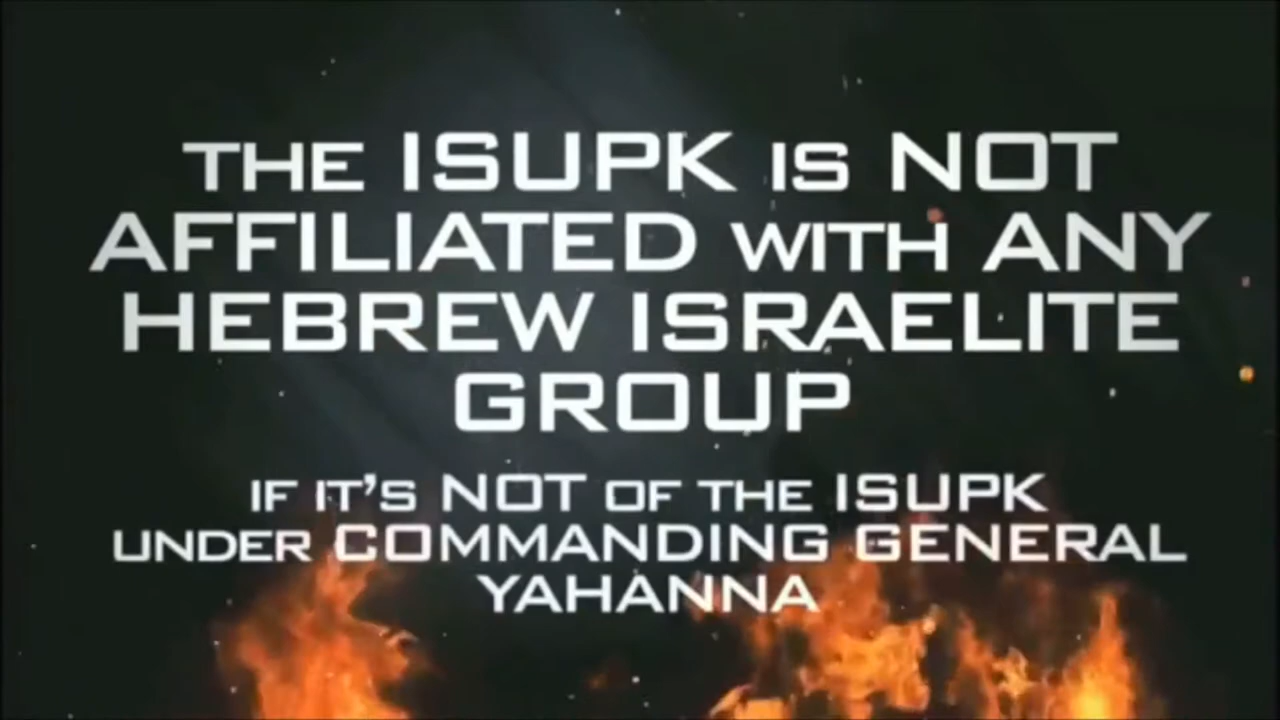 THE ISUPK IS NOT
AFFILIATED WITH ANY
HEBREW ISRAELITE
GROUP
IF IT'S NOT OF THE ISUPK
UNDER COMMANDING GENERAL
YAHANNA